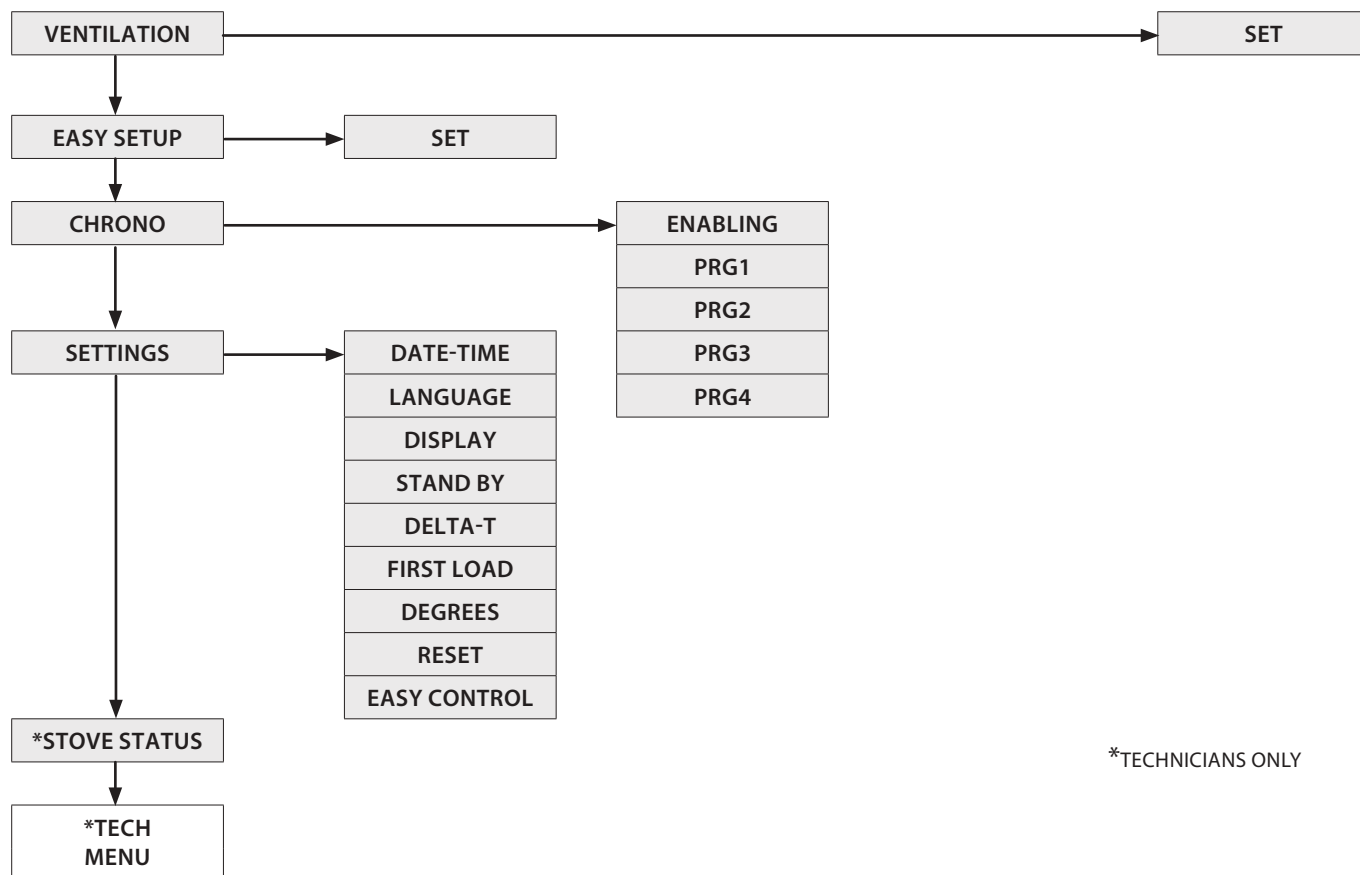 VENTILATION
SET
EASY SETUP
SET
CHRONO
ENABLING
PRG1
PRG2
PRG3
PRG4
SETTINGS
DATE-TIME
LANGUAGE
DISPLAY
STAND BY
DELTA-T
FIRST LOAD
DEGREES
RESET
EASY CONTROL
*STOVE STATUS
*TECHNICIANS ONLY
*TECH
MENU